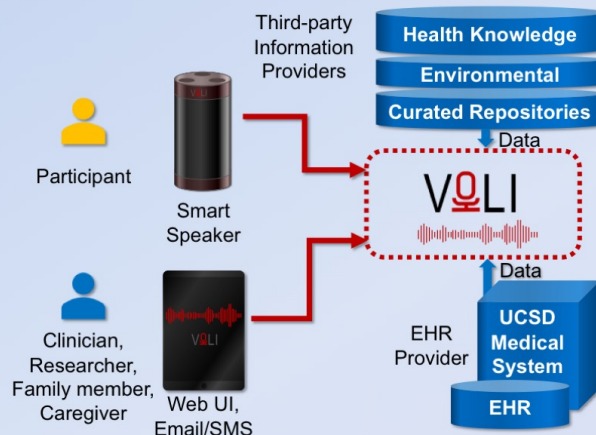 Third-party
Information
Providers
Health Knowledge
Environmental
Curated Repositories
Data
VOLI
Participant
Smart
Speaker
VOLI
VOLI
Data
Clinician,
Researcher,
Family member,
Caregiver
Web UI,
Email/SMS
EHR
Provider
UCSD
Medical
System
EHR